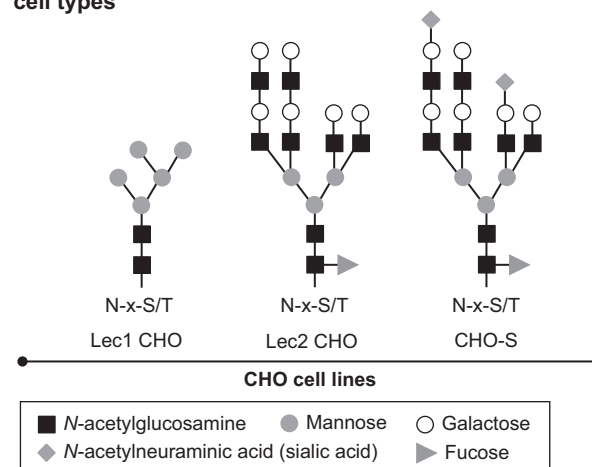 cell types
N-x-S/T N-x-S/T N-x-S/T
Lec1 CHO Lec2 CHO CHO-S
CHO cell lines
N-acetylglucosamine Mannose Galactose
N-acetylneuraminic acid (sialic acid) Fucose